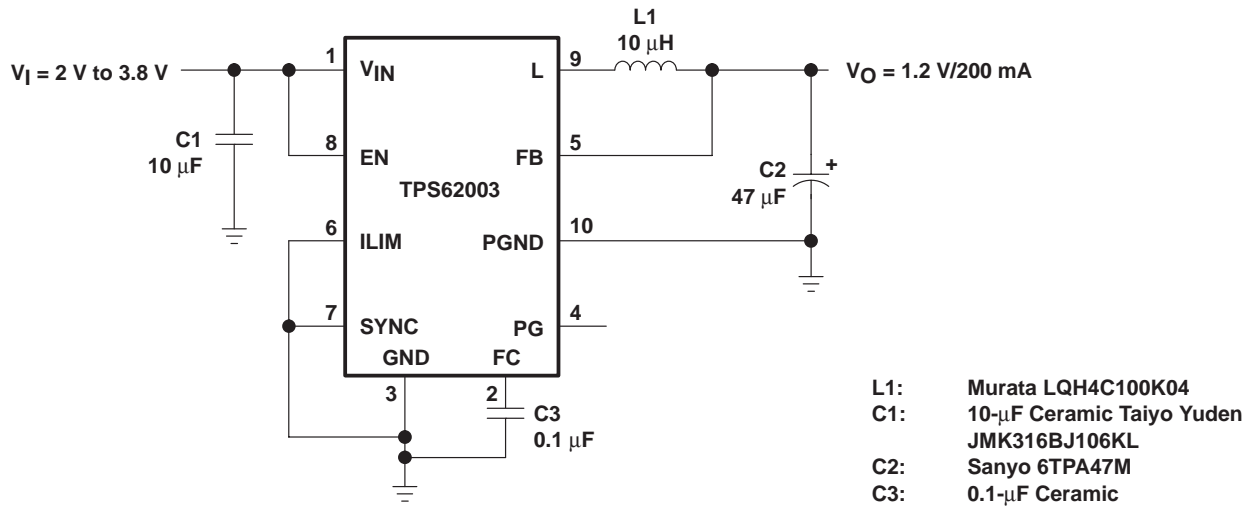 L1
10 μH
VI = 2 V to 3.8 V
1
VIN
L
9
VO = 1.2 V/200 mA
C1
10 μF
8
EN
FB
5
TPS62003
C2
+
47 μF
6
ILIM
PGND
10
7
SYNC
PG
4
GND
FC
3
2
C3
0.1 μF
L1: Murata LQH4C100K04
C1: 10-μF Ceramic Taiyo Yuden
JMK316BJ106KL
C2: Sanyo 6TPA47M
C3: 0.1-μF Ceramic